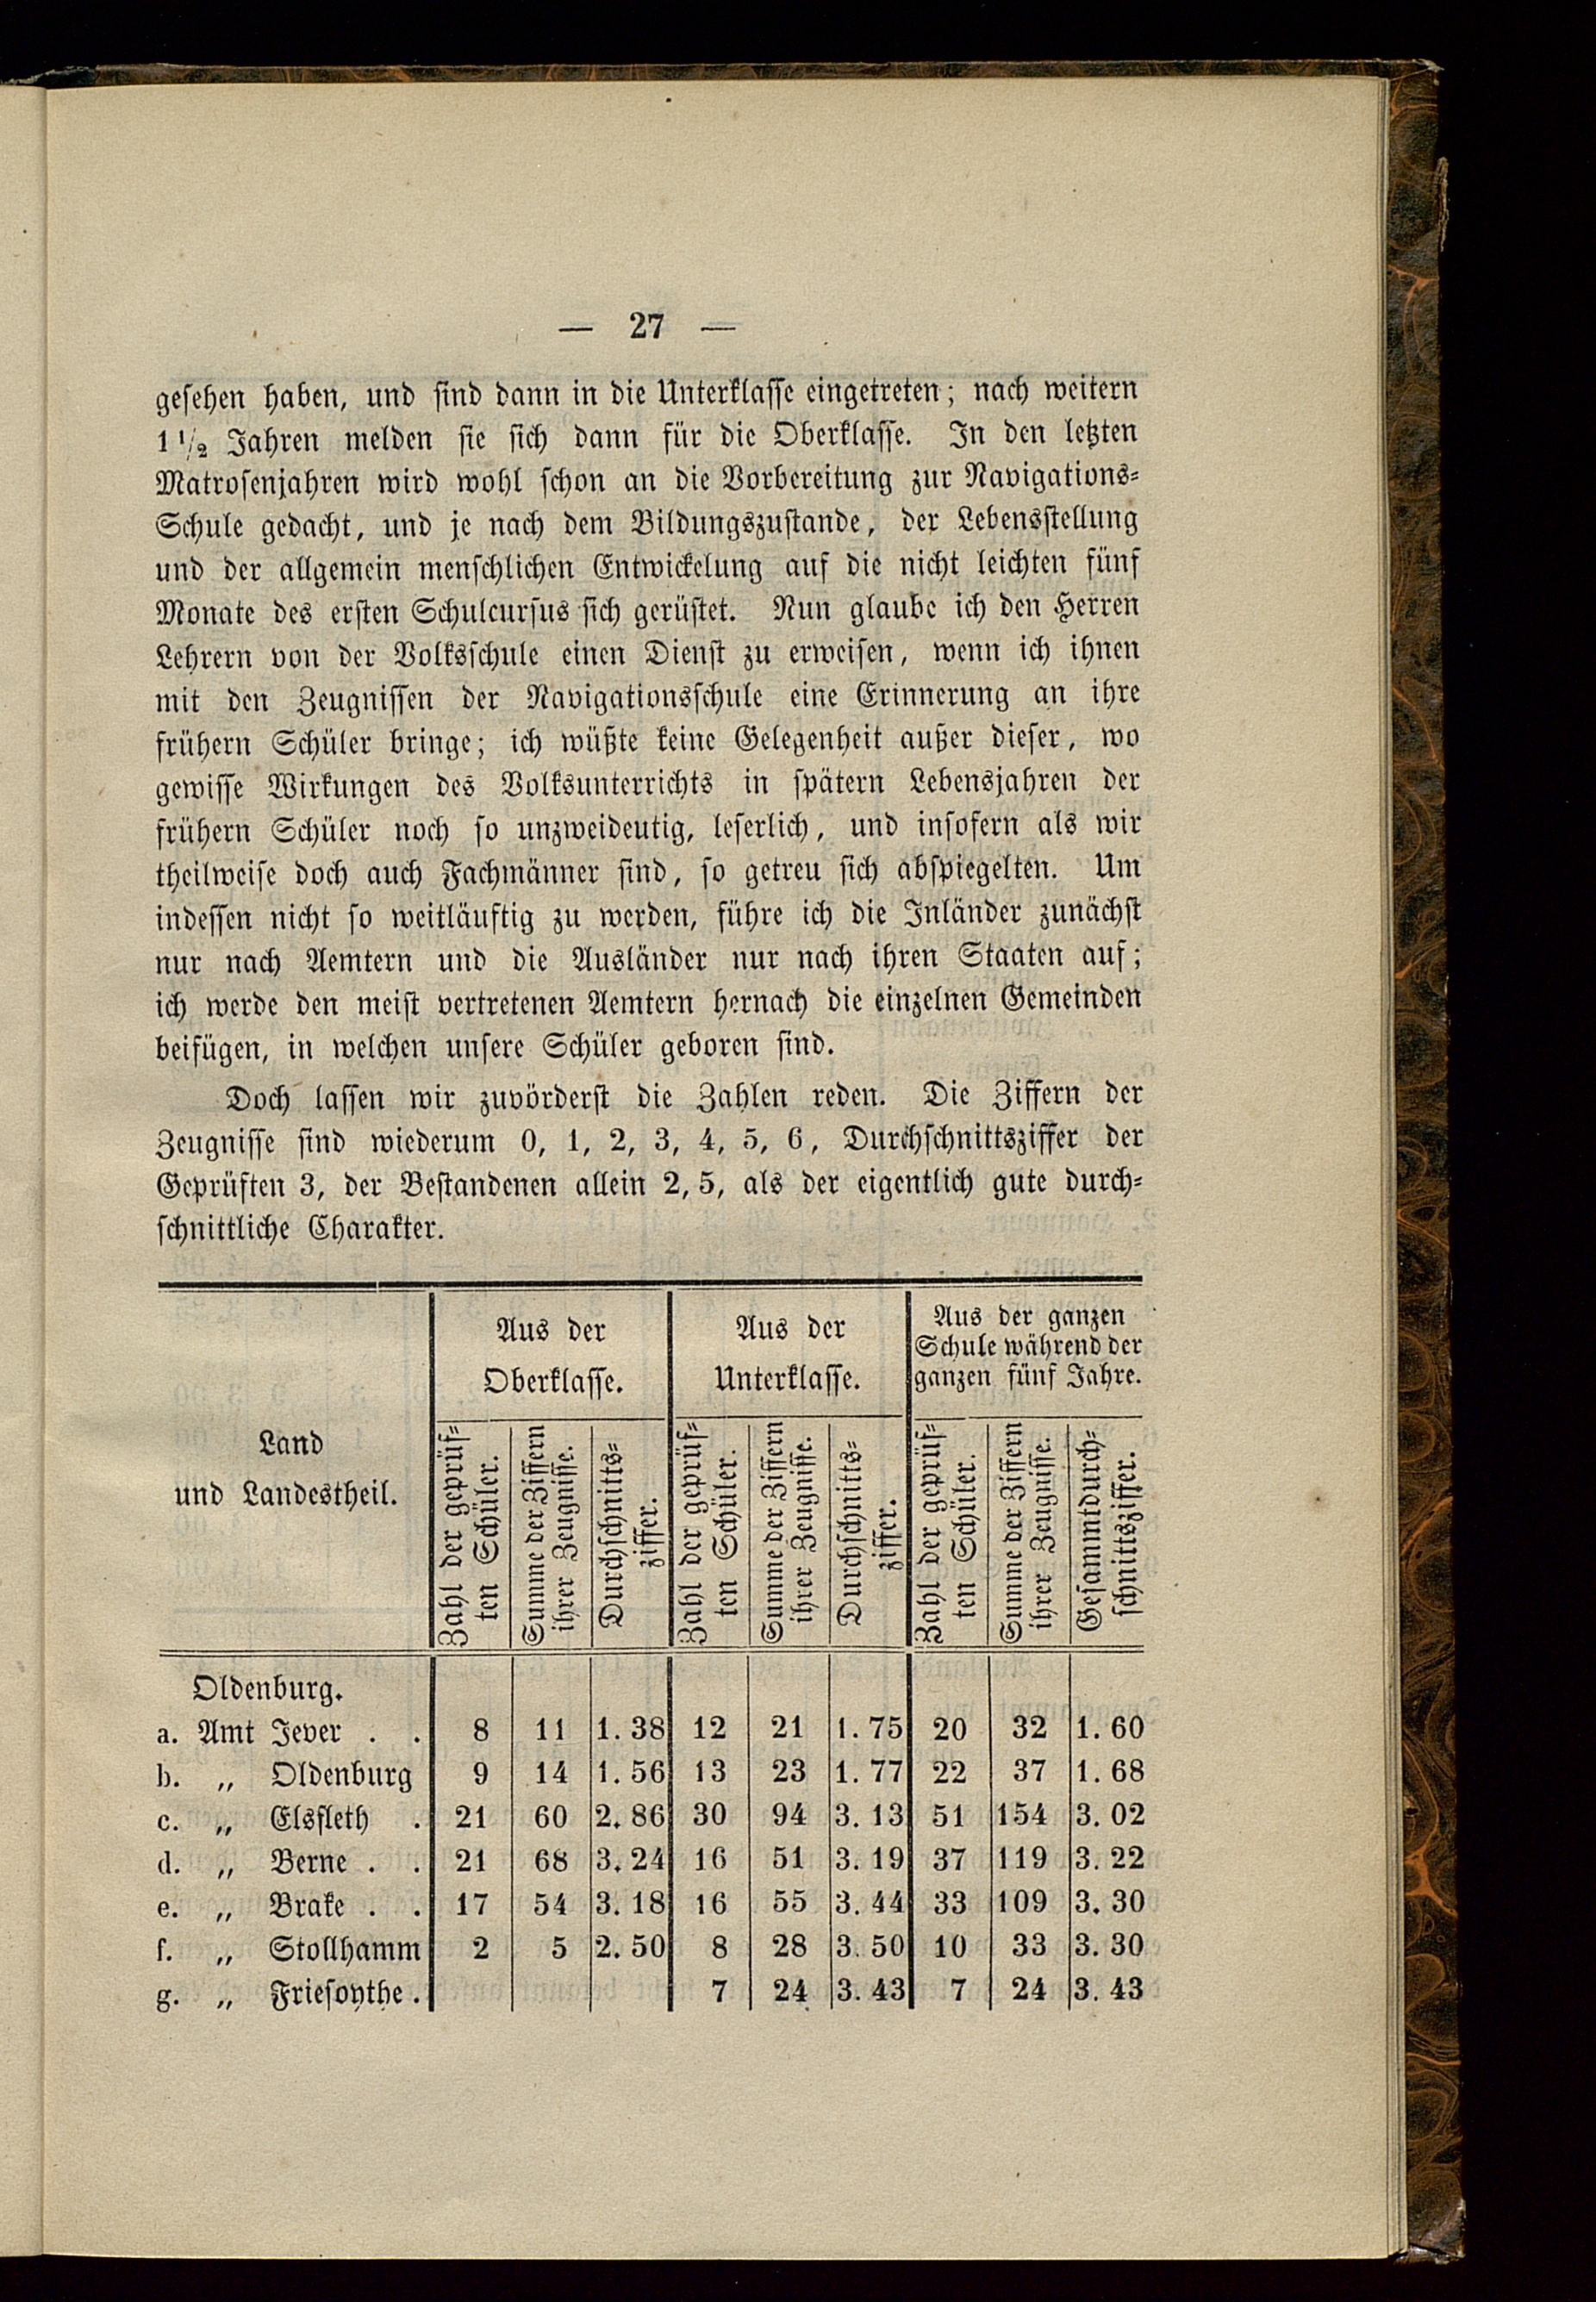 — 27 —
gesehen haben, und sind dann in die Unterklasse eingetreten; nach weitern
1 1/2 Jahren melden sie sich dann für die Oberklasse. In den letzten
Matrosenjahren wird wohl schon an die Vorbereitung zur Navigations-
Schule gedacht, und je nach dem Bildungszustande, der Lebensstellung
und der allgemein menschlichen Entwickelung auf die nicht leichten fünf
Monate des ersten Schulcursus sich gerüstet. Nun glaube ich den Herren
Lehrern von der Volksschule einen Dienst zu erweisen, wenn ich ihnen
mit den Zeugnissen der Navigationsschule eine Erinnerung an ihre
frühern Schüler bringe; ich wüßte keine Gelegenheit außer dieser, wo
gewisse Wirkungen des Volksunterrichts in spätern Lebensjahren der
frühern Schüler noch so unzweideutig, leserlich, und insofern als wir
theilweise doch auch Fachmänner sind, so getreu sich abspiegelten. Um
indessen nicht so weitläuftig zu werden, führe ich die Inländer zunächst
nur nach Aemtern und die Ausländer nur nach ihren Staaten auf;
ich werde den meist vertretenen Aemtern hernach die einzelnen Gemeinden
beifügen, in welchen unsere Schüler geboren sind.
Doch lassen wir zuvörderst die Zahlen reden. Die Ziffern der
Zeugnisse sind wiederum 0, 1, 2, 3, 4, 5, 6, Durchschnittsziffer der
Geprüften 3, der Bestandenen allein 2,5, als der eigentlich gute durch-
schnittliche Charakter.
Land
und Landestheil.
Aus der
Oberklasse.
Aus der
Unterklasse.
Aus der ganzen
Schule während der
ganzen fünf Jahre.
Zahl der geprüf-
ten Schüler.
Summe der Ziffern
ihrer Zeugnisse.
Durchschnitts-
ziffer.
Zahl der geprüf-
ten Schüler.
Summe der Ziffern
ihrer Zeugnisse.
Durchschnitts-
ziffer.
Zahl der geprüf-
ten Schüler.
Summe der Ziffern
ihrer Zeugnisse.
Gesammtdurch-
schnittsziffer.
Oldenburg.
a. Amt Jever . . 8 11 1. 38 12 21 1. 75 20 32 1. 60
b. „ Oldenburg 9 14 1. 56 13 23 1. 77 22 37 1. 68
c. „ Elsfleth . 21 60 2. 86 30 94 3. 13 51 154 3. 02
d. „ Berne . . 21 68 3. 24 16 51 3. 19 37 119 3. 22
e. „ Brake . . 17 54 3. 18 16 55 3. 44 33 109 3. 30
f. „ Stollhamm 2 5 2. 50 8 28 3. 50 10 33 3. 30
g. „ Friesoythe . 7 24 3. 43 7 24 3. 43